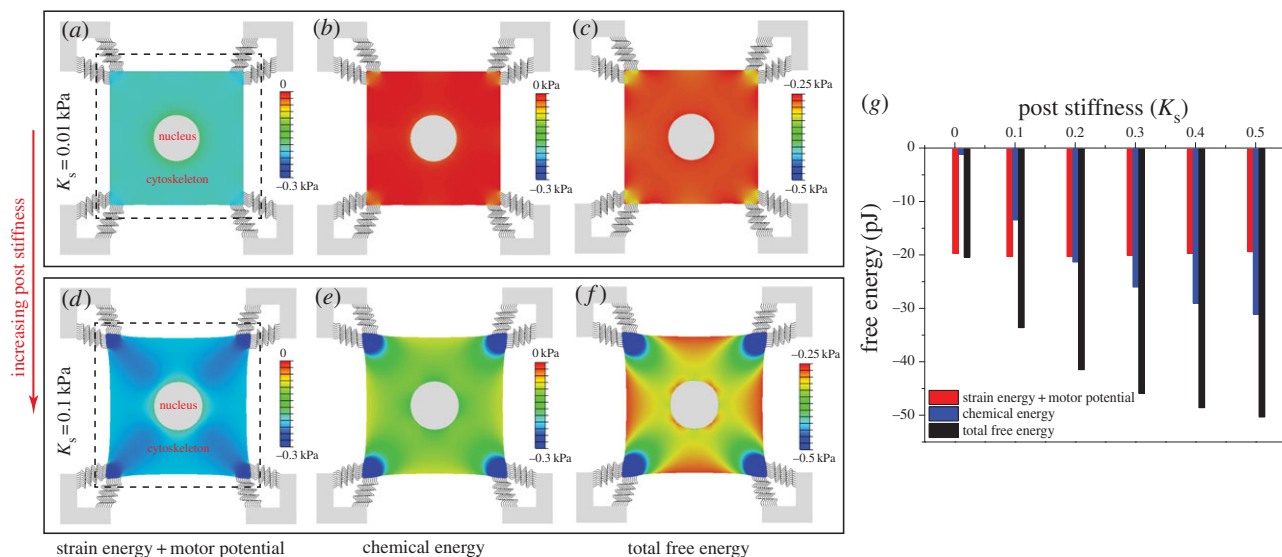 (a)
(b)
(c)
0
0 kPa
−0.25 kPa
−0.3 kPa
−0.3 kPa
−0.5 kPa
nucleus
cytoskeleton
Ks = 0.01 kPa
increasing post stiffness
(d)
(e)
(f)
0
0 kPa
−0.25 kPa
−0.3 kPa
−0.3 kPa
−0.5 kPa
nucleus
cytoskeleton
Ks = 0.1 kPa
strain energy + motor potential
chemical energy
total free energy
(g)
post stiffness (Ks)
0 0.1 0.2 0.3 0.4 0.5
free energy (pJ)
0
−10
−20
−30
−40
−50
strain energy + motor potential
chemical energy
total free energy